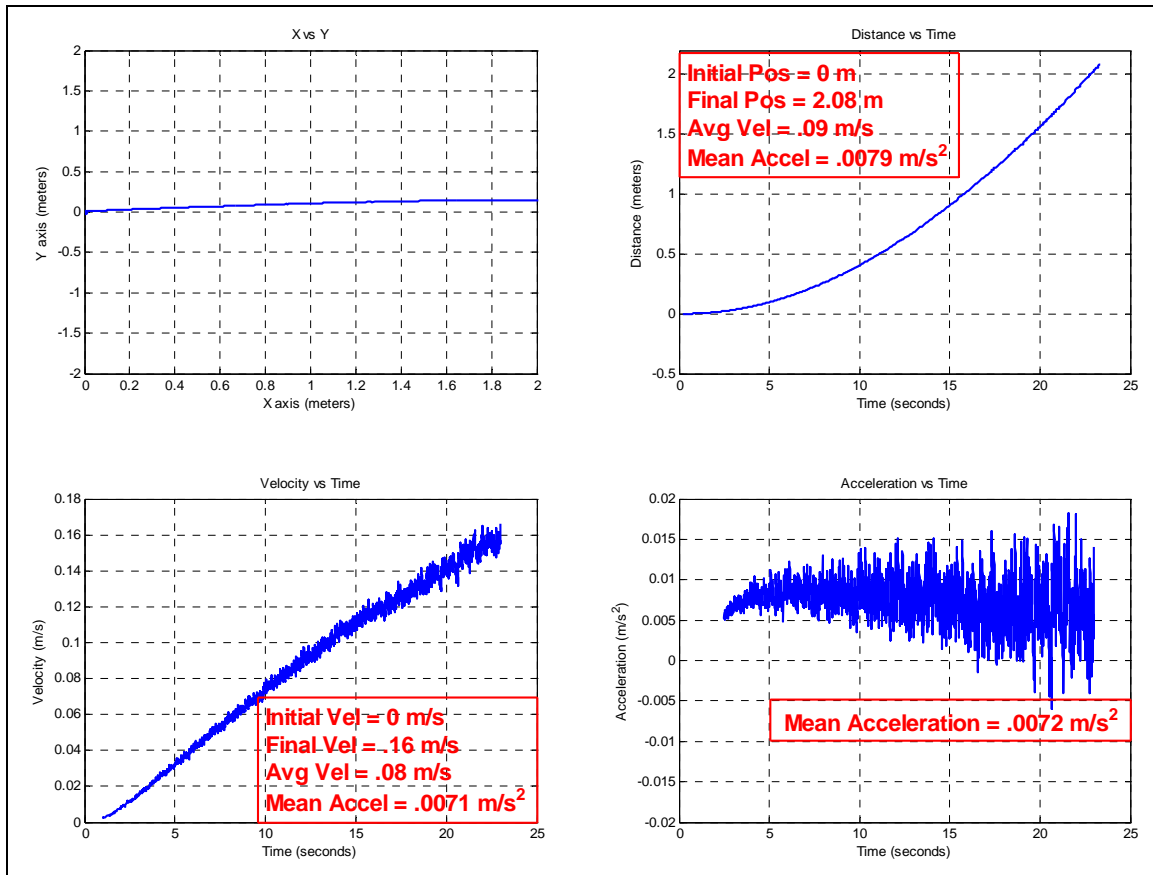 X vs Y
2
1.5
1
0.5
0
-0.5
-1
-1.5
-2
Y axis (meters)
0 0.2 0.4 0.6 0.8 1 1.2 1.4 1.6 1.8 2
X axis (meters)
Distance vs Time
Initial Pos = 0 m
Final Pos = 2.08 m
Avg Vel = .09 m/s
Mean Accel = .0079 m/s²
2
1.5
1
0.5
0
-0.5
Distance (meters)
0 5 10 15 20 25
Time (seconds)
Velocity vs Time
0.18
0.16
0.14
0.12
0.1
0.08
0.06
0.04
0.02
0
Velocity (m/s)
Initial Vel = 0 m/s
Final Vel = .16 m/s
Avg Vel = .08 m/s
Mean Accel = .0071 m/s²
0 5 10 15 20 25
Time (seconds)
Acceleration vs Time
0.02
0.015
0.01
0.005
0
-0.005
-0.01
-0.015
-0.02
Acceleration (m/s²)
Mean Acceleration = .0072 m/s²
0 5 10 15 20 25
Time (seconds)